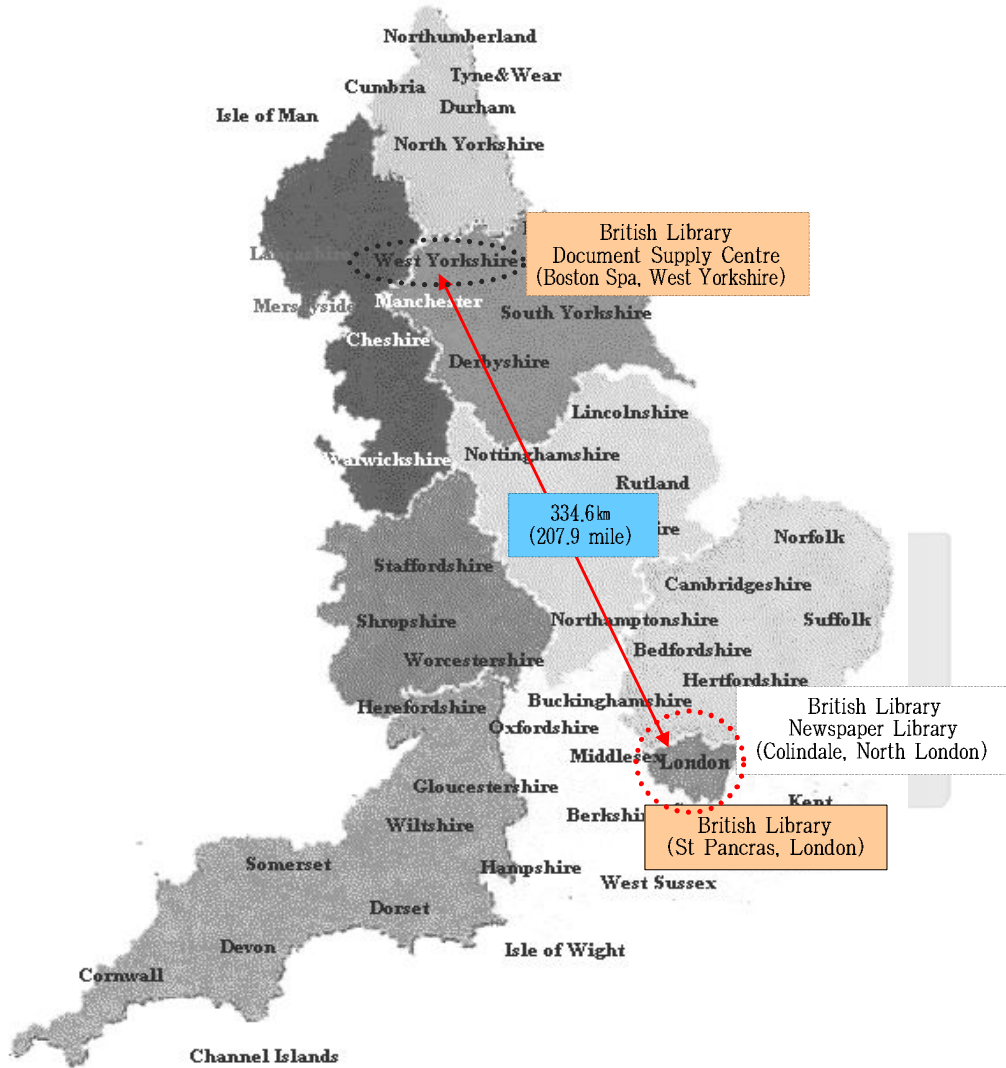 Northumberland
Tyne&Wear
Cumbria
Durham
Isle of Man
North Yorkshire
British Library
Document Supply Centre
(Boston Spa, West Yorkshire)
Lancarshire
West Yorkshire
Merseyside
Manchester
South Yorkshire
Cheshire
Derbyshire
Lincolnshire
Nottinghamshire
Warwickshire
Rutland
334.6㎞
(207.9 mile)
Norfolk
Staffordshire
Cambridgeshire
Shropshire
Northamptonshire
Suffolk
Bedfordshire
Worcestershire
Hertfordshire
Buckinghamshire
Herefordshire
British Library
Newspaper Library
(Colindale, North London)
Oxfordshire
Middlesex
London
Gloucestershire
Kent
Wiltshire
British Library
(St Pancras, London)
Somerset
Hampshire
West Sussex
Dorset
Devon
Isle of Wight
Cornwall
Channel Islands